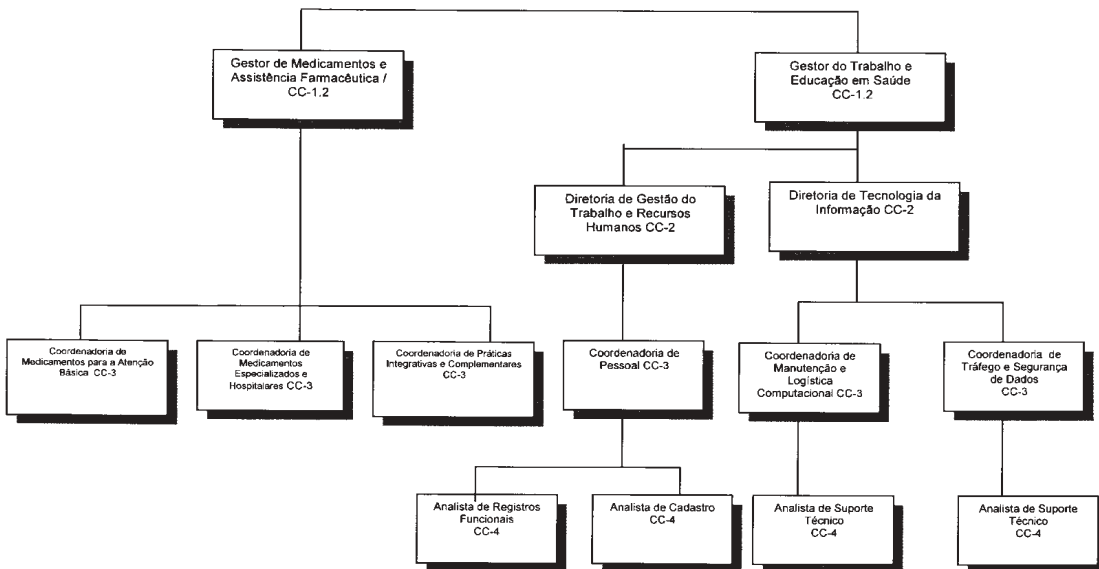 Gestor de Medicamentos e
Assistência Farmacêutica /
CC-1.2
Gestor do Trabalho e
Educação em Saúde
CC-1.2
Diretoria de Gestão do
Trabalho e Recursos
Humanos CC-2
Diretoria de Tecnologia da
Informação CC-2
Coordenadoria de
Medicamentos para a Atenção
Básica CC-3
Coordenadoria de
Medicamentos
Especializados e
Hospitalares CC-3
Coordenadoria de Práticas
Integrativas e Complementares
CC-3
Coordenadoria de
Pessoal CC-3
Coordenadoria de
Manutenção e
Logística
Computacional CC-3
Coordenadoria de
Tráfego e Segurança
de Dados
CC-3
Analista de Registros
Funcionais
CC-4
Analista de Cadastro
CC-4
Analista de Suporte
Técnico
CC-4
Analista de Suporte
Técnico
CC-4